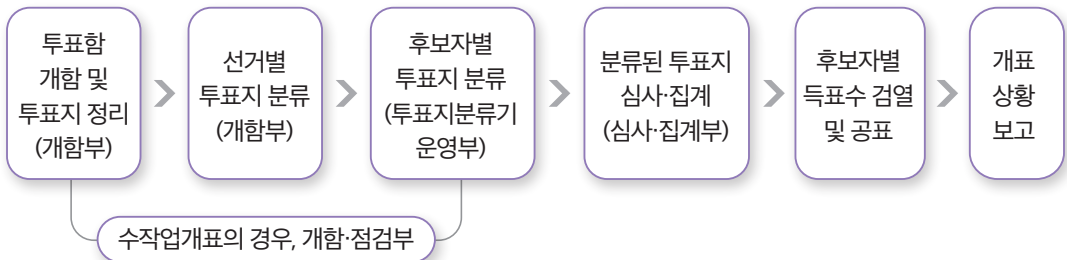 투표함
개함 및
투표지 정리
(개함부)
선거별
투표지 분류
(개함부)
후보자별
투표지 분류
(투표지분류기
운영부)
분류된 투표지
심사·집계
(심사·집계부)
후보자별
득표수 검열
및 공표
개표
상황
보고
수작업개표의 경우, 개함·점검부